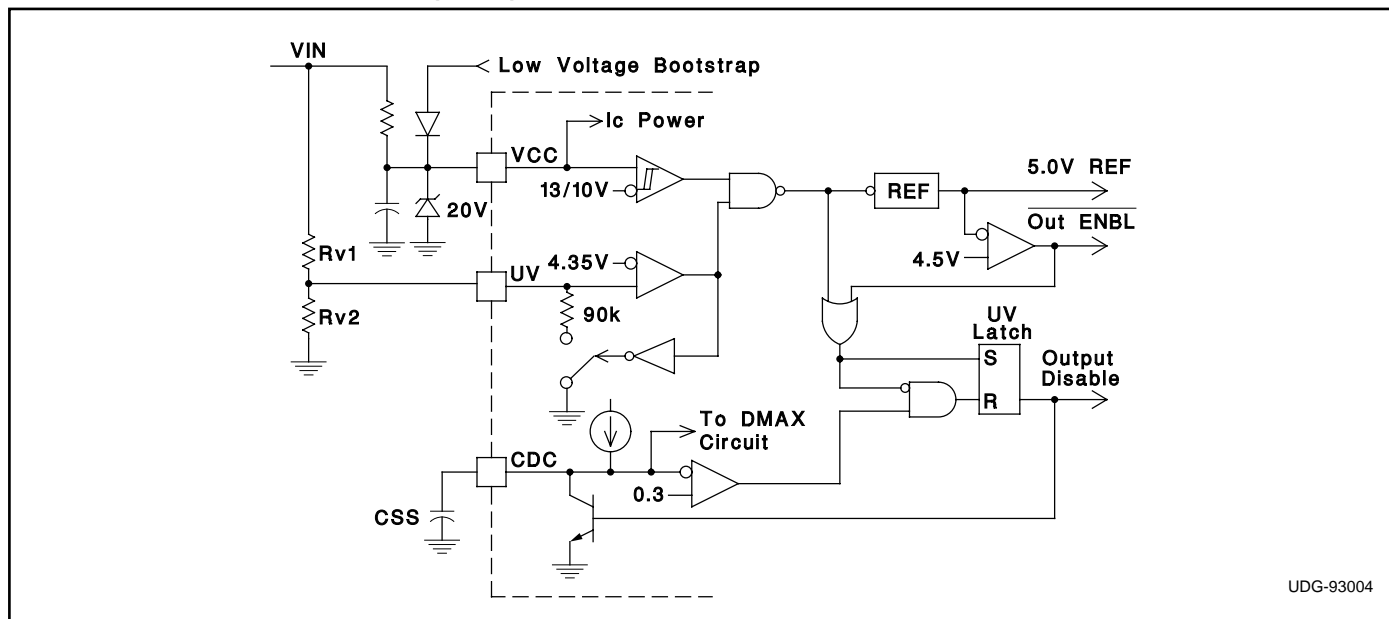 VIN
Low Voltage Bootstrap
Ic Power
VCC
13/10V
20V
REF
5.0V REF
Out ENBL
4.5V
Rv1
4.35V
UV
90k
Rv2
UV
Latch
S
R
Output
Disable
To DMAX
Circuit
CDC
0.3
CSS
UDG-93004